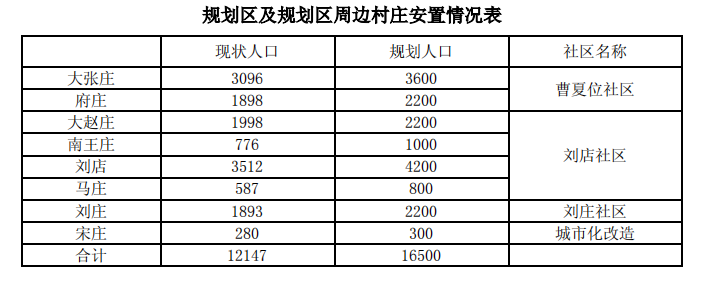 规划区及规划区周边村庄安置情况表
现状人口 规划人口 社区名称
大张庄 3096 3600 曹夏位社区
府庄 1898 2200
大赵庄 1998 2200 刘店社区
南王庄 776 1000
刘店 3512 4200
马庄 587 800
刘庄 1893 2200 刘庄社区
宋庄 280 300 城市化改造
合计 12147 16500